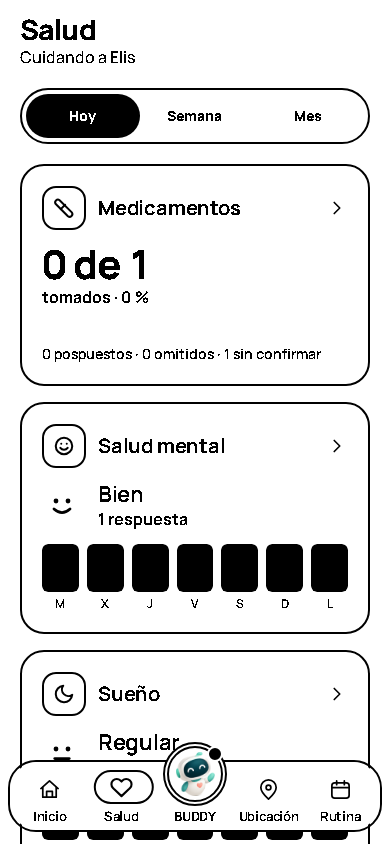 Salud
Cuidando a Elis
Hoy
Semana
Mes
Medicamentos
0 de 1
tomados · 0 %
0 pospuestos · 0 omitidos · 1 sin confirmar
Salud mental
Bien
1 respuesta
M X J V S D L
Sueño
Regular
Inicio
Salud
BUDDY
Ubicación
Rutina